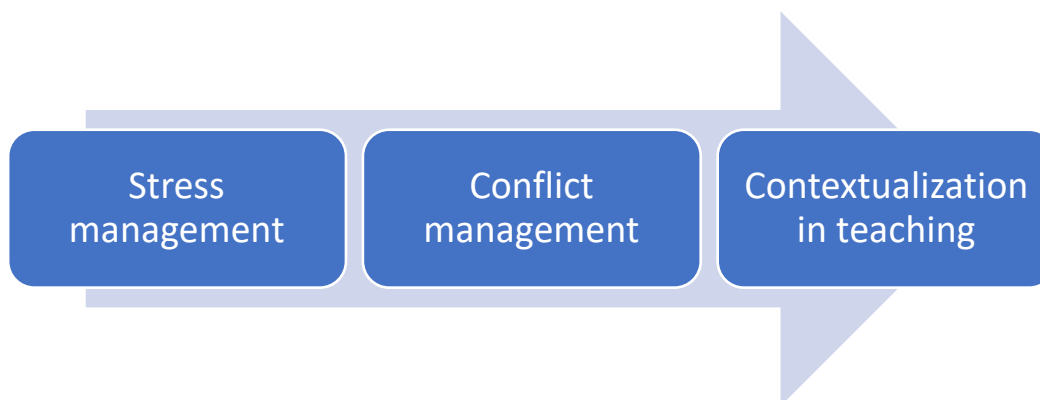 Stress
management
Conflict
management
Contextualization
in teaching